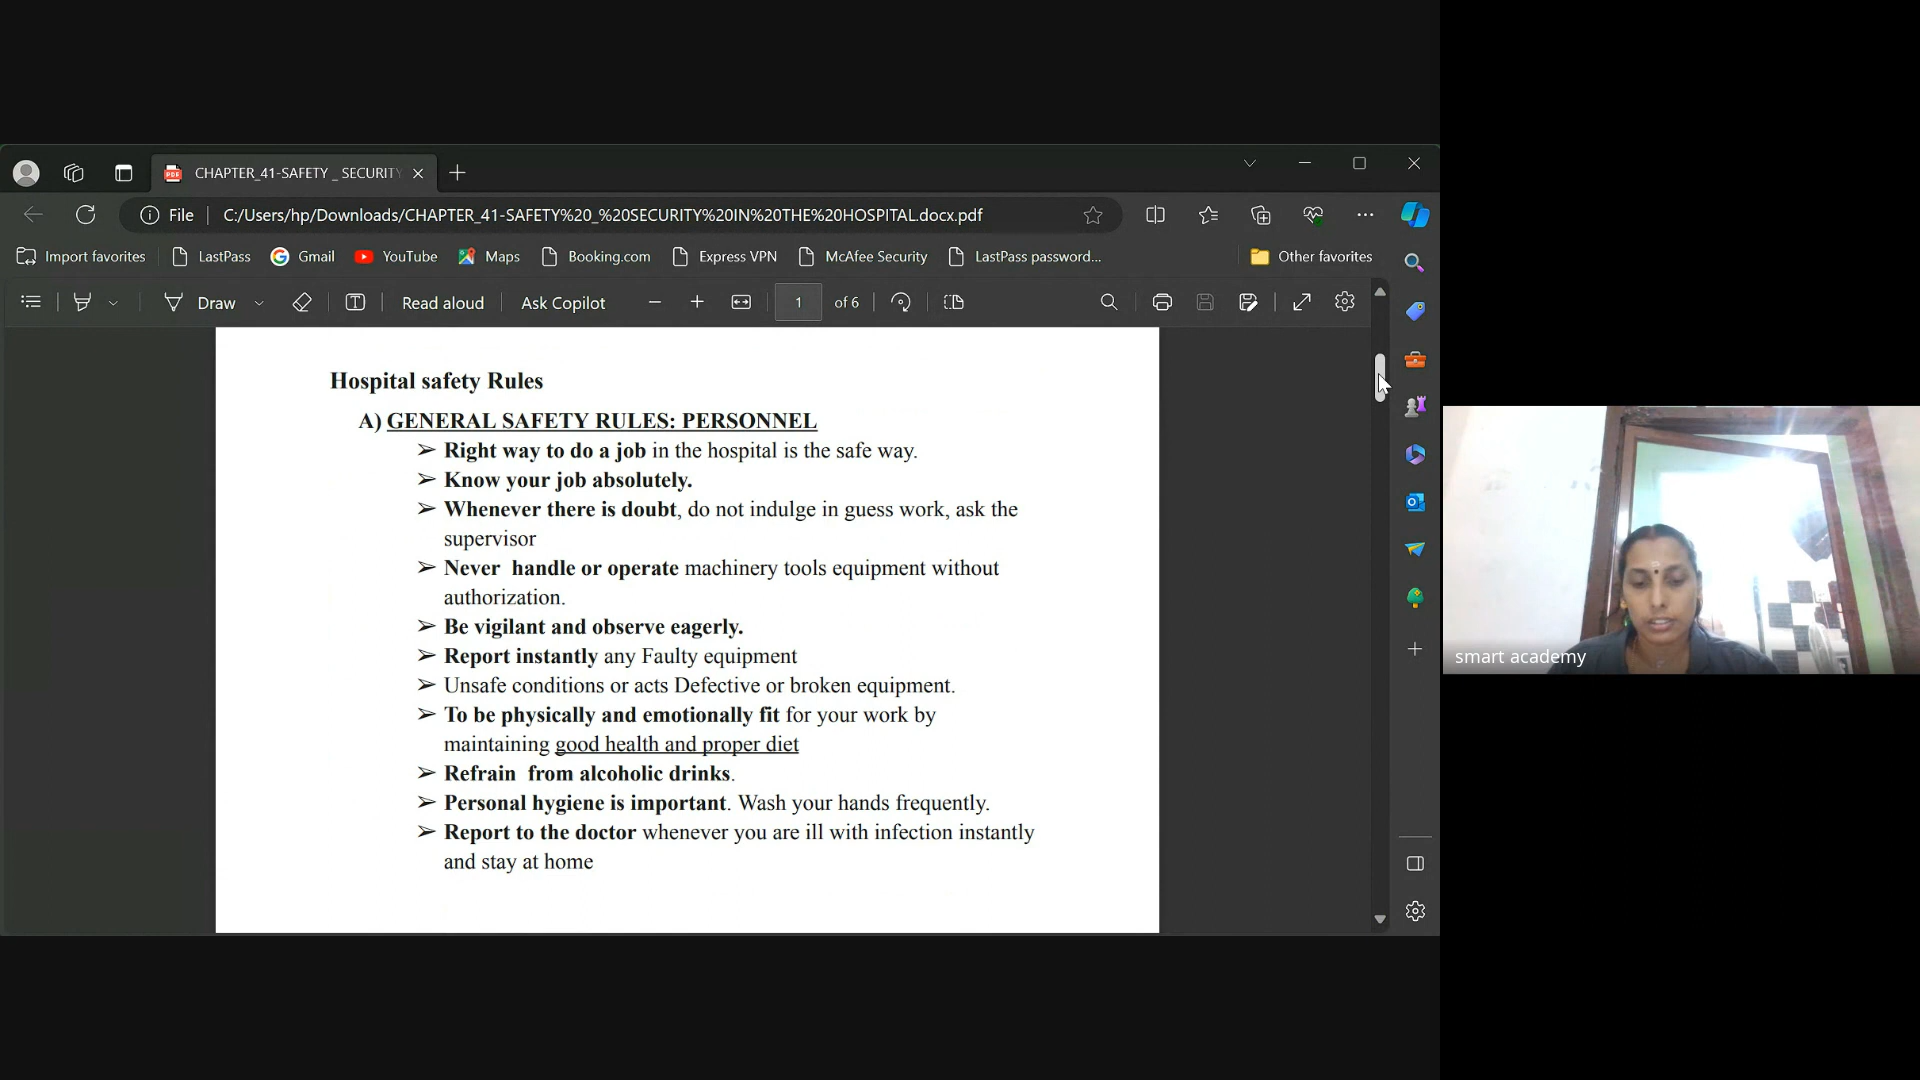 CHAPTER_41-SAFETY _ SECURITY
File
C:/Users/hp/Downloads/CHAPTER_41-SAFETY%20_%20SECURITY%20IN%20THE%20HOSPITAL.docx.pdf
Import favorites
LastPass
Gmail
YouTube
Maps
Booking.com
Express VPN
McAfee Security
LastPass password...
Other favorites
Draw
Read aloud
Ask Copilot
1 of 6
Hospital safety Rules
A) GENERAL SAFETY RULES: PERSONNEL
➢ Right way to do a job in the hospital is the safe way.
➢ Know your job absolutely.
➢ Whenever there is doubt, do not indulge in guess work, ask the
supervisor
➢ Never handle or operate machinery tools equipment without
authorization.
➢ Be vigilant and observe eagerly.
➢ Report instantly any Faulty equipment
➢ Unsafe conditions or acts Defective or broken equipment.
➢ To be physically and emotionally fit for your work by
maintaining good health and proper diet
➢ Refrain from alcoholic drinks.
➢ Personal hygiene is important. Wash your hands frequently.
➢ Report to the doctor whenever you are ill with infection instantly
and stay at home
smart academy